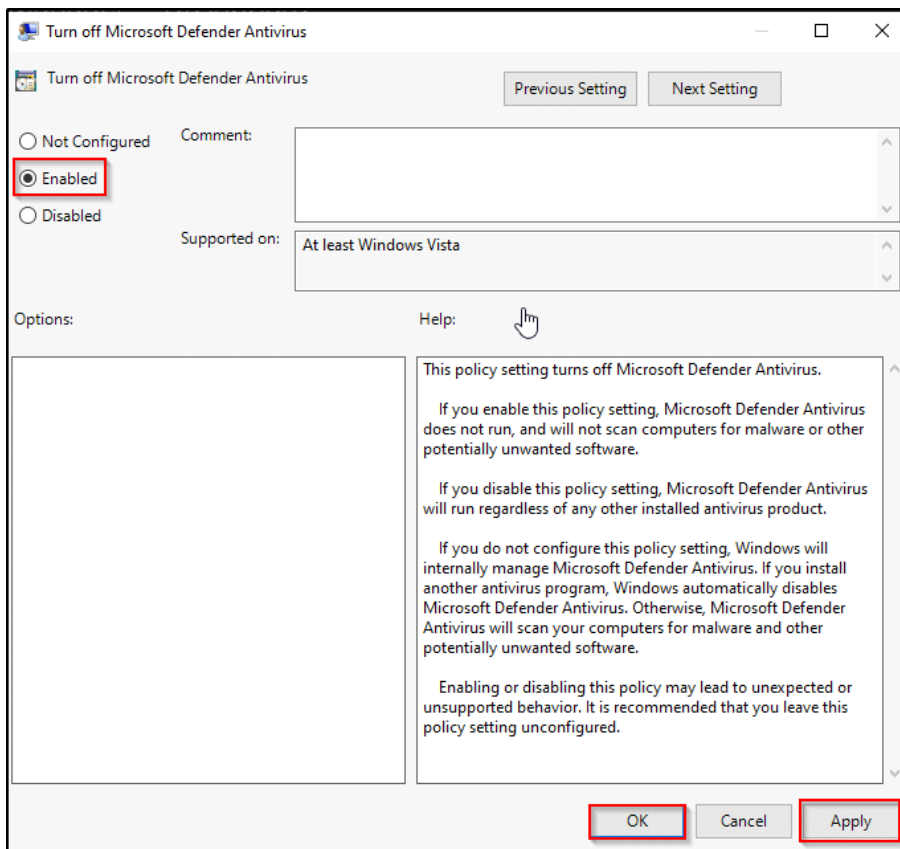 Turn off Microsoft Defender Antivirus
Turn off Microsoft Defender Antivirus
Previous Setting
Next Setting
Not Configured
Comment:
Enabled
Disabled
Supported on:
At least Windows Vista
Options:
Help:
This policy setting turns off Microsoft Defender Antivirus.
If you enable this policy setting, Microsoft Defender Antivirus
does not run, and will not scan computers for malware or other
potentially unwanted software.
If you disable this policy setting, Microsoft Defender Antivirus
will run regardless of any other installed antivirus product.
If you do not configure this policy setting, Windows will
internally manage Microsoft Defender Antivirus. If you install
another antivirus program, Windows automatically disables
Microsoft Defender Antivirus. Otherwise, Microsoft Defender
Antivirus will scan your computers for malware and other
potentially unwanted software.
Enabling or disabling this policy may lead to unexpected or
unsupported behavior. It is recommended that you leave this
policy setting unconfigured.
OK
Cancel
Apply